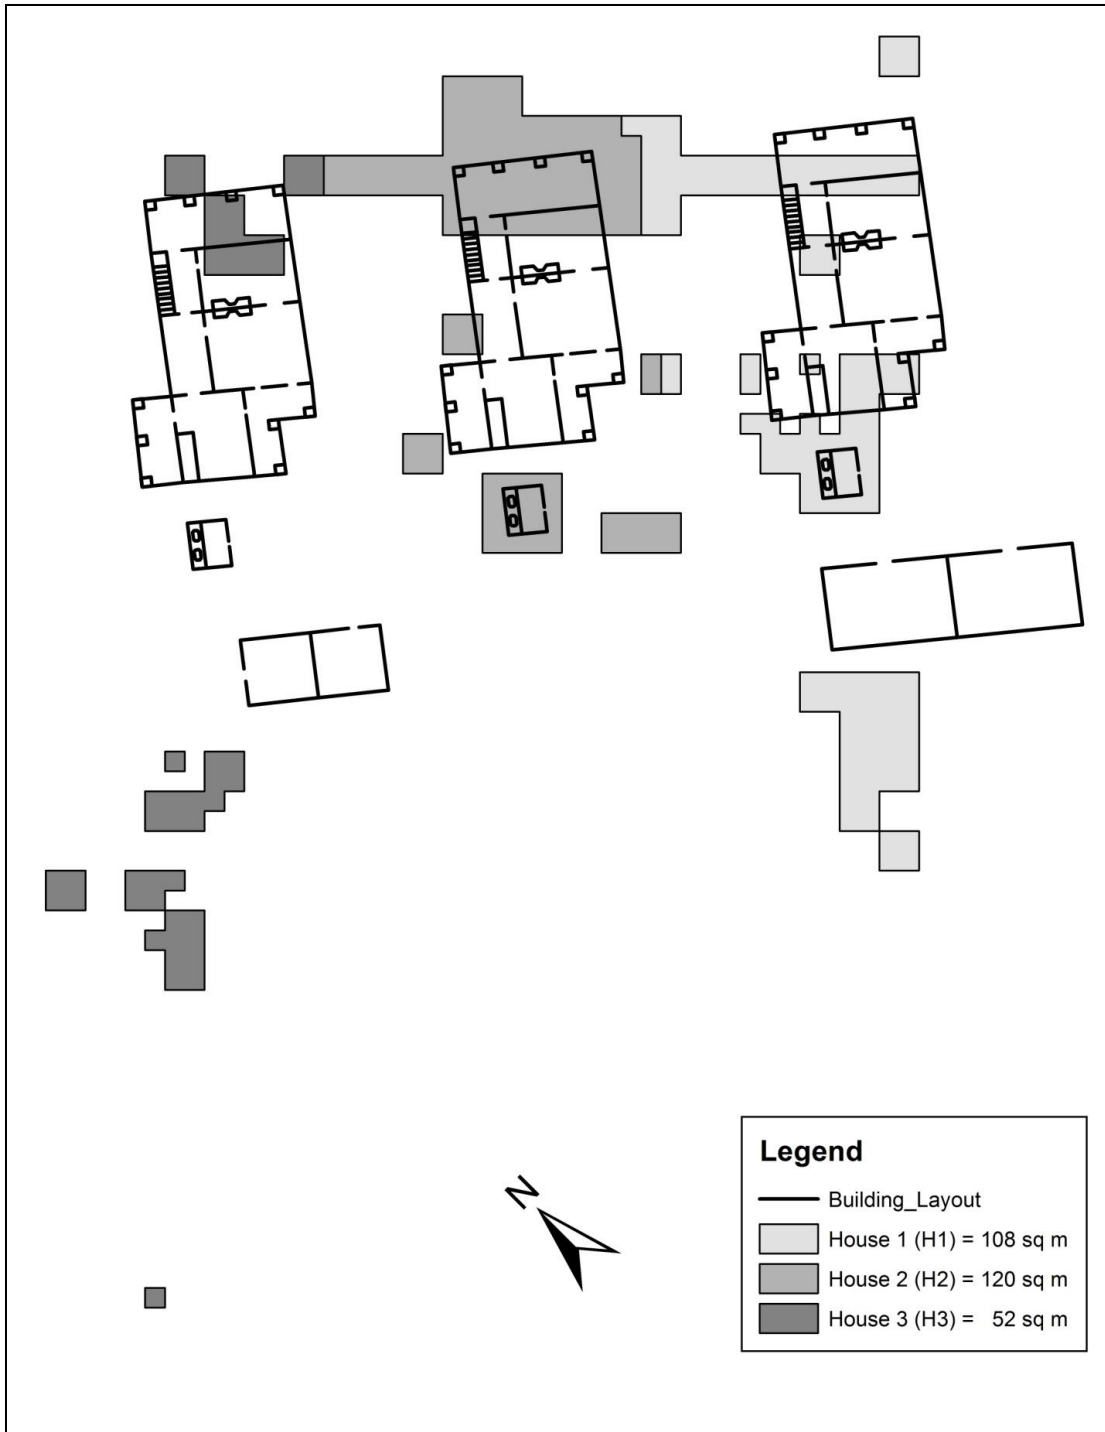 N
Legend
Building_Layout
House 1 (H1) = 108 sq m
House 2 (H2) = 120 sq m
House 3 (H3) = 52 sq m